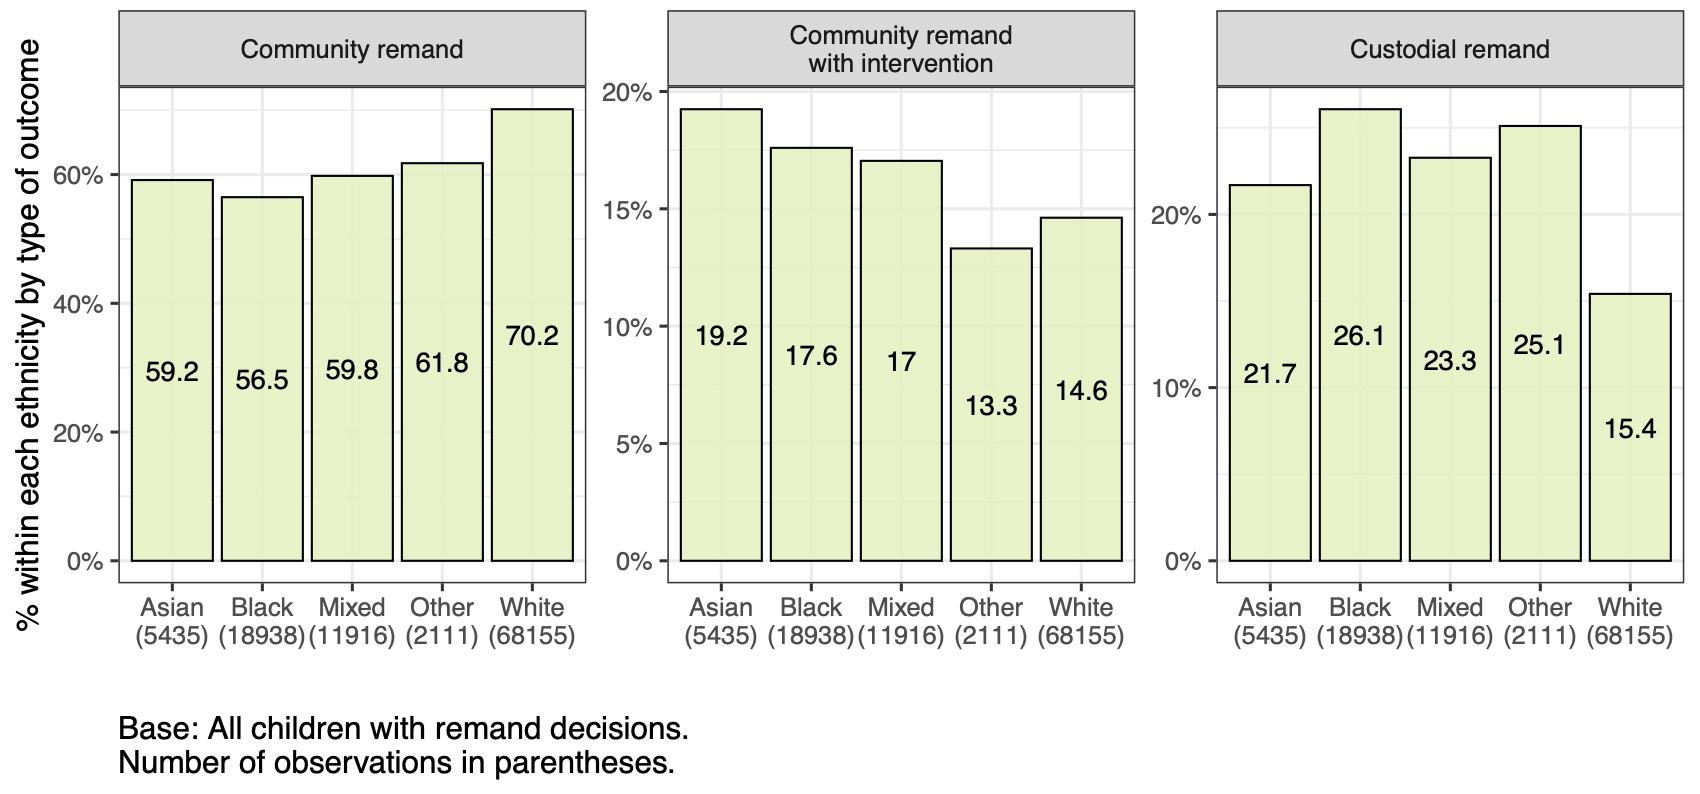 % within each ethnicity by type of outcome
Community remand
0%
20%
40%
60%
59.2
56.5
59.8
61.8
70.2
Asian Black Mixed Other White
(5435) (18938) (11916) (2111) (68155)
Community remand
with intervention
0%
5%
10%
15%
20%
19.2
17.6
17
13.3
14.6
Asian Black Mixed Other White
(5435) (18938) (11916) (2111) (68155)
Custodial remand
0%
10%
20%
21.7
26.1
23.3
25.1
15.4
Asian Black Mixed Other White
(5435) (18938) (11916) (2111) (68155)
Base: All children with remand decisions.
Number of observations in parentheses.